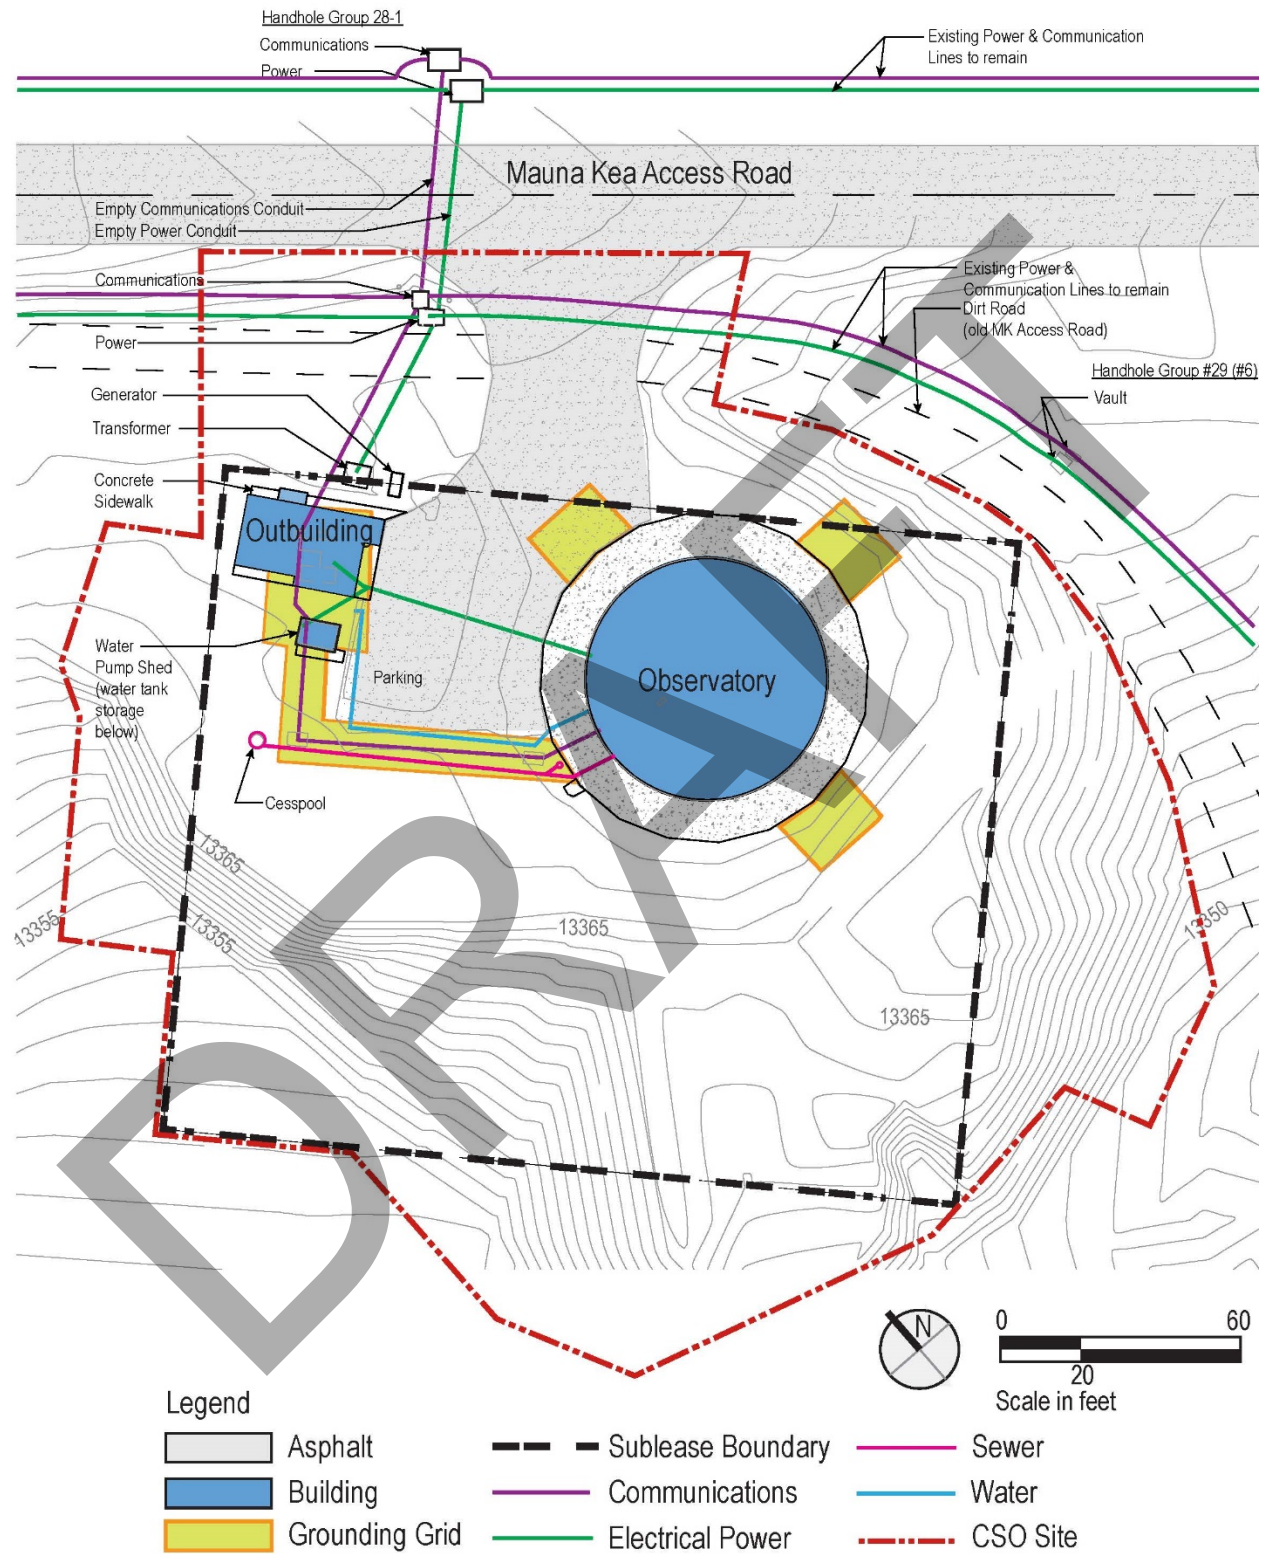 Handhole Group 28-1
Communications
Power
Existing Power & Communication
Lines to remain
Mauna Kea Access Road
Empty Communications Conduit
Empty Power Conduit
Communications
Existing Power &
Communication Lines to remain
Dirt Road
(old MK Access Road)
Power
Handhole Group #29 (#6)
Vault
Generator
Transformer
Concrete
Sidewalk
Outbuilding
Water
Pump Shed
(water tank
storage
below)
Parking
Observatory
Cesspool
13365
13355
13355
13365
13350
13365
DRAFT
N
0 60
20
Scale in feet
Legend
Asphalt
Building
Grounding Grid
Sublease Boundary
Communications
Electrical Power
Sewer
Water
CSO Site